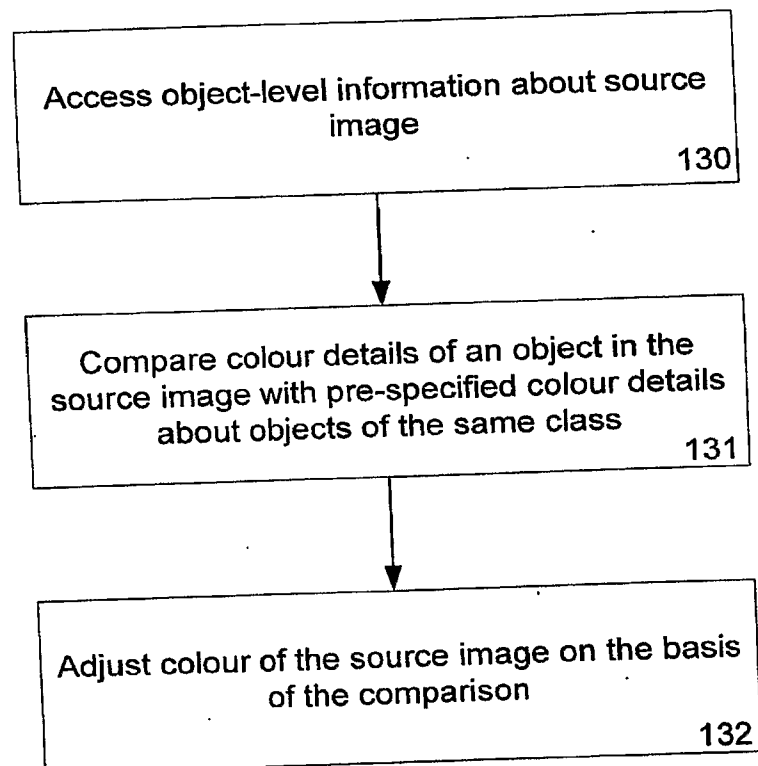 Access object-level information about source
image
130
Compare colour details of an object in the
source image with pre-specified colour details
about objects of the same class
131
Adjust colour of the source image on the basis
of the comparison
132